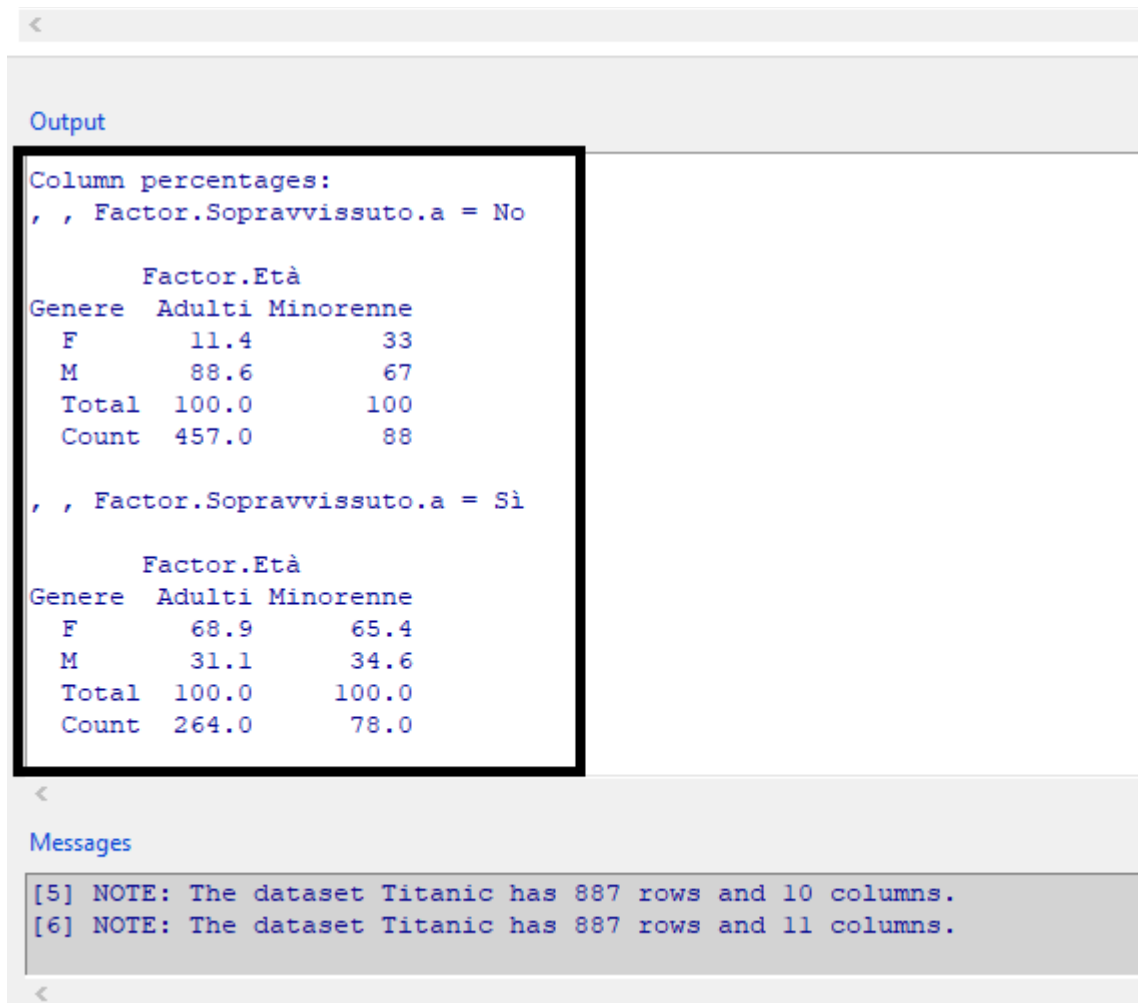 Output
Column percentages:
, , Factor.Sopravvissuto.a = No
Factor.Età
Genere Adulti Minorenne
F 11.4 33
M 88.6 67
Total 100.0 100
Count 457.0 88
, , Factor.Sopravvissuto.a = Sì
Factor.Età
Genere Adulti Minorenne
F 68.9 65.4
M 31.1 34.6
Total 100.0 100.0
Count 264.0 78.0
Messages
[5] NOTE: The dataset Titanic has 887 rows and 10 columns.
[6] NOTE: The dataset Titanic has 887 rows and 11 columns.